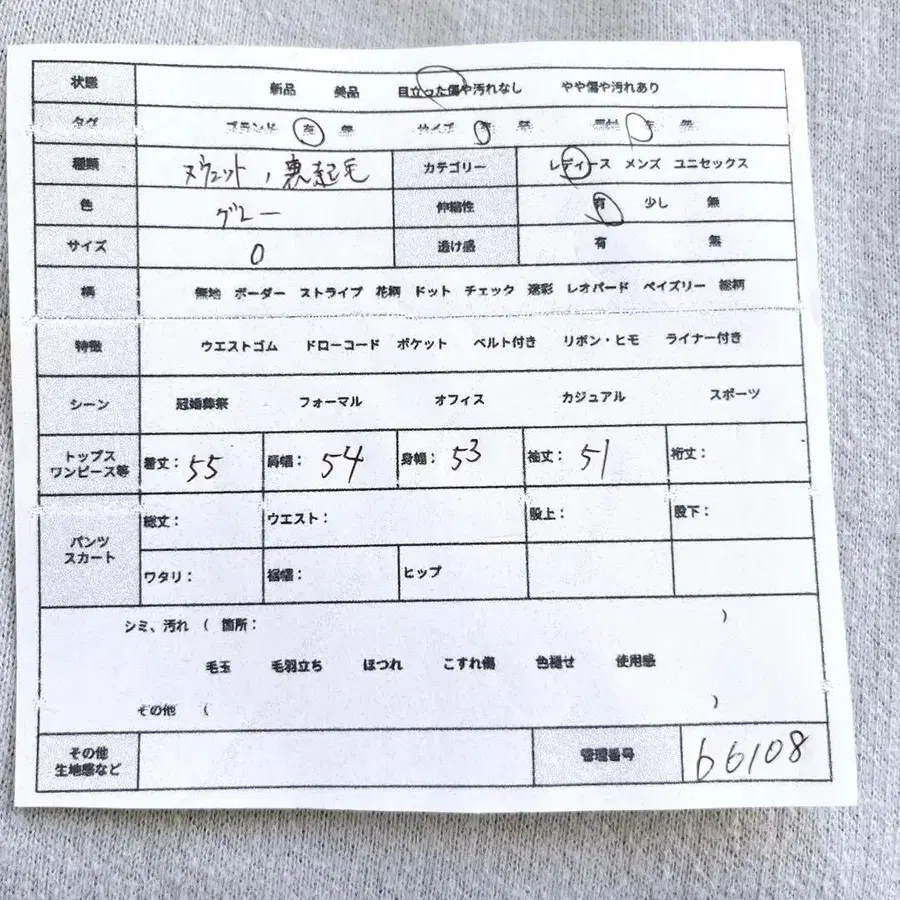 状態 新品 美品 目立った傷や汚れなし やや傷や汚れあり
タグ ブランド 有 無 サイズ 有 無 素材 有 無
種類 スウェット,裏起毛 カテゴリー レディース メンズ ユニセックス
色 グレー 伸縮性 有 少し 無
サイズ 0 透け感 有 無
柄 無地 ボーダー ストライプ 花柄 ドット チェック 迷彩 レオパード ペイズリー 総柄
特徴 ウエストゴム ドローコード ポケット ベルト付き リボン・ヒモ ライナー付き
シーン 冠婚葬祭 フォーマル オフィス カジュアル スポーツ
トップス
ワンピース等 着丈: 55 肩幅: 54 身幅: 53 袖丈: 51 裄丈:
パンツ
スカート 総丈: ウエスト: 股上: 股下:
ワタリ: 裾幅: ヒップ
シミ、汚れ ( 箇所: )
毛玉 毛羽立ち ほつれ こすれ傷 色褪せ 使用感
その他 ( )
その他
生地感など 管理番号 66108